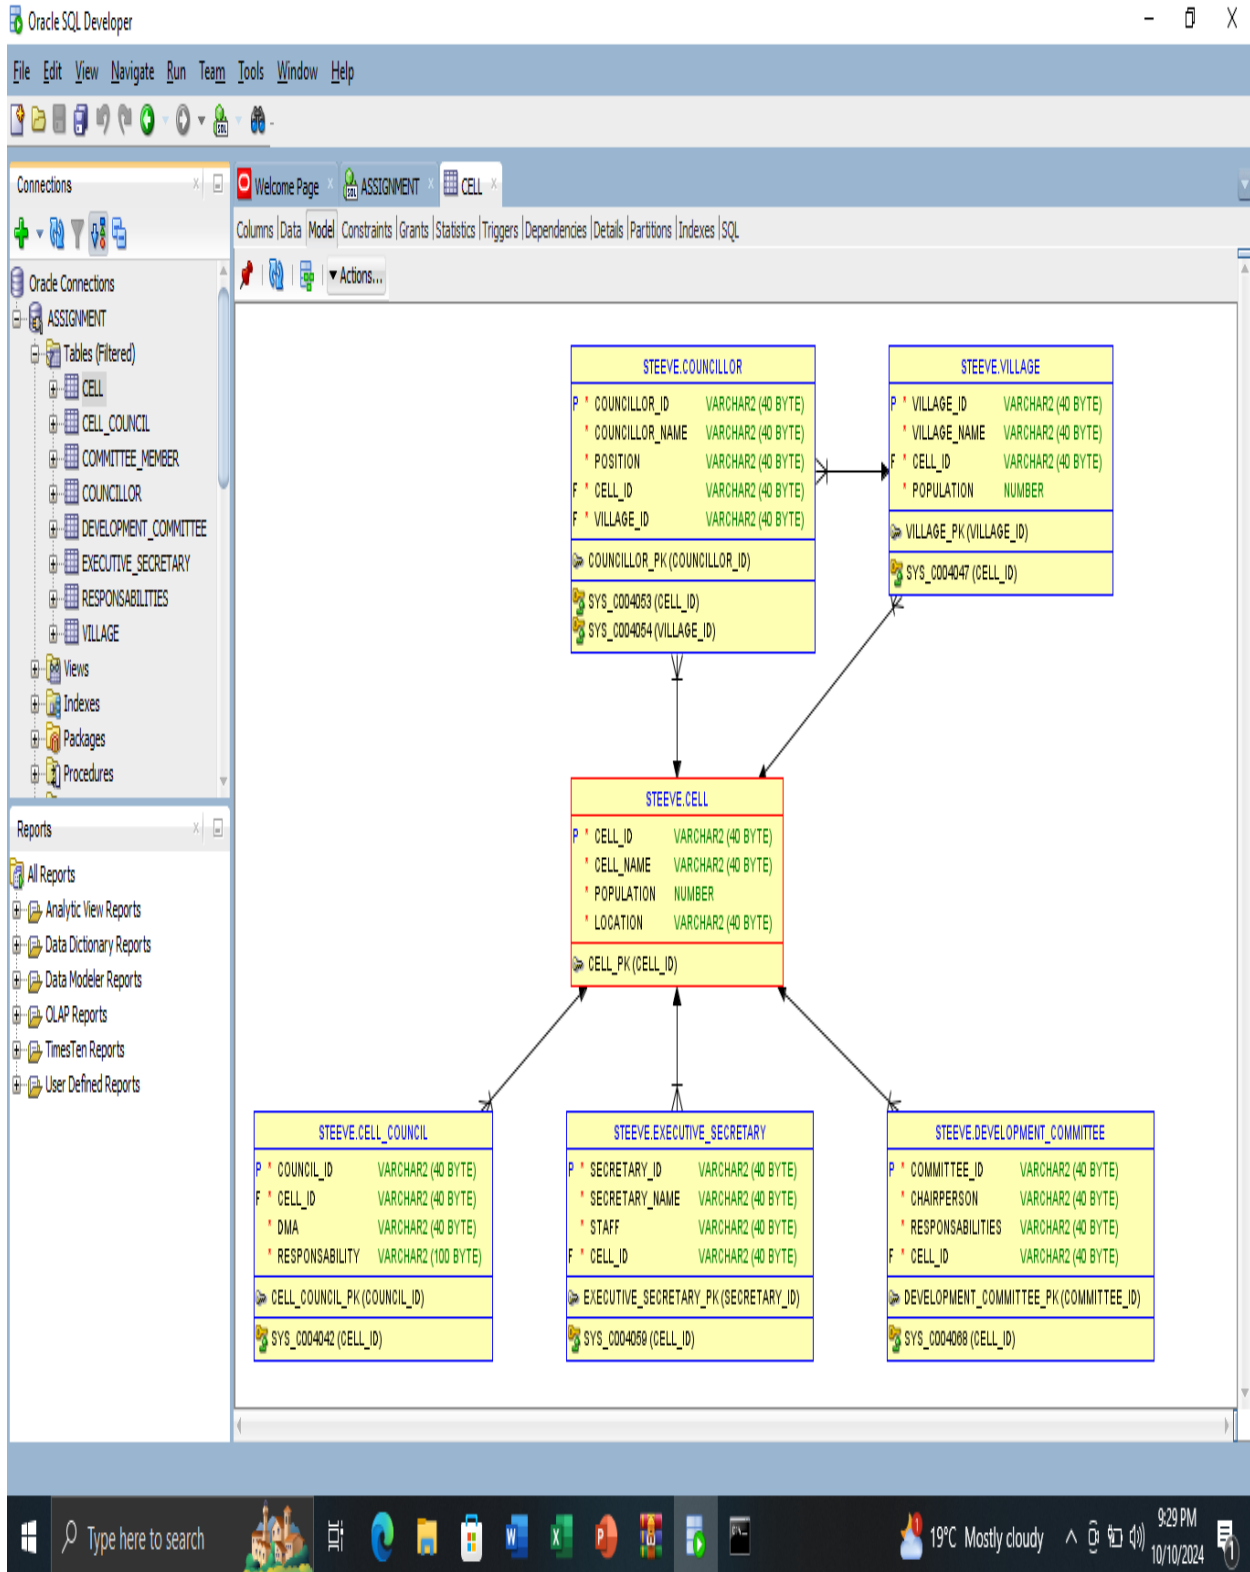 Oracle SQL Developer
File Edit View Navigate Run Team Tools Window Help
SQL
Connections
Oracle Connections
ASSIGNMENT
Tables (Filtered)
CELL
CELL_COUNCIL
COMMITTEE_MEMBER
COUNCILLOR
DEVELOPMENT_COMMITTEE
EXECUTIVE_SECRETARY
RESPONSABILITIES
VILLAGE
Views
Indexes
Packages
Procedures
Reports
All Reports
Analytic View Reports
Data Dictionary Reports
Data Modeler Reports
OLAP Reports
TimesTen Reports
User Defined Reports
Welcome Page ASSIGNMENT CELL
Columns Data Model Constraints Grants Statistics Triggers Dependencies Details Partitions Indexes SQL
Actions...
STEEVE.COUNCILLOR
P * COUNCILLOR_ID VARCHAR2 (40 BYTE)
* COUNCILLOR_NAME VARCHAR2 (40 BYTE)
* POSITION VARCHAR2 (40 BYTE)
F * CELL_ID VARCHAR2 (40 BYTE)
F * VILLAGE_ID VARCHAR2 (40 BYTE)
COUNCILLOR_PK (COUNCILLOR_ID)
SYS_C004053 (CELL_ID)
SYS_C004054 (VILLAGE_ID)
STEEVE.VILLAGE
P * VILLAGE_ID VARCHAR2 (40 BYTE)
* VILLAGE_NAME VARCHAR2 (40 BYTE)
F * CELL_ID VARCHAR2 (40 BYTE)
* POPULATION NUMBER
VILLAGE_PK (VILLAGE_ID)
SYS_C004047 (CELL_ID)
STEEVE.CELL
P * CELL_ID VARCHAR2 (40 BYTE)
* CELL_NAME VARCHAR2 (40 BYTE)
* POPULATION NUMBER
* LOCATION VARCHAR2 (40 BYTE)
CELL_PK (CELL_ID)
STEEVE.CELL_COUNCIL
P * COUNCIL_ID VARCHAR2 (40 BYTE)
F * CELL_ID VARCHAR2 (40 BYTE)
* DMA VARCHAR2 (40 BYTE)
* RESPONSABILITY VARCHAR2 (100 BYTE)
CELL_COUNCIL_PK (COUNCIL_ID)
SYS_C004042 (CELL_ID)
STEEVE.EXECUTIVE_SECRETARY
P * SECRETARY_ID VARCHAR2 (40 BYTE)
* SECRETARY_NAME VARCHAR2 (40 BYTE)
* STAFF VARCHAR2 (40 BYTE)
F * CELL_ID VARCHAR2 (40 BYTE)
EXECUTIVE_SECRETARY_PK (SECRETARY_ID)
SYS_C004059 (CELL_ID)
STEEVE.DEVELOPMENT_COMMITTEE
P * COMMITTEE_ID VARCHAR2 (40 BYTE)
* CHAIRPERSON VARCHAR2 (40 BYTE)
* RESPONSABILITIES VARCHAR2 (40 BYTE)
F * CELL_ID VARCHAR2 (40 BYTE)
DEVELOPMENT_COMMITTEE_PK (COMMITTEE_ID)
SYS_C004068 (CELL_ID)
Type here to search
19°C Mostly cloudy
9:29 PM
10/10/2024
1